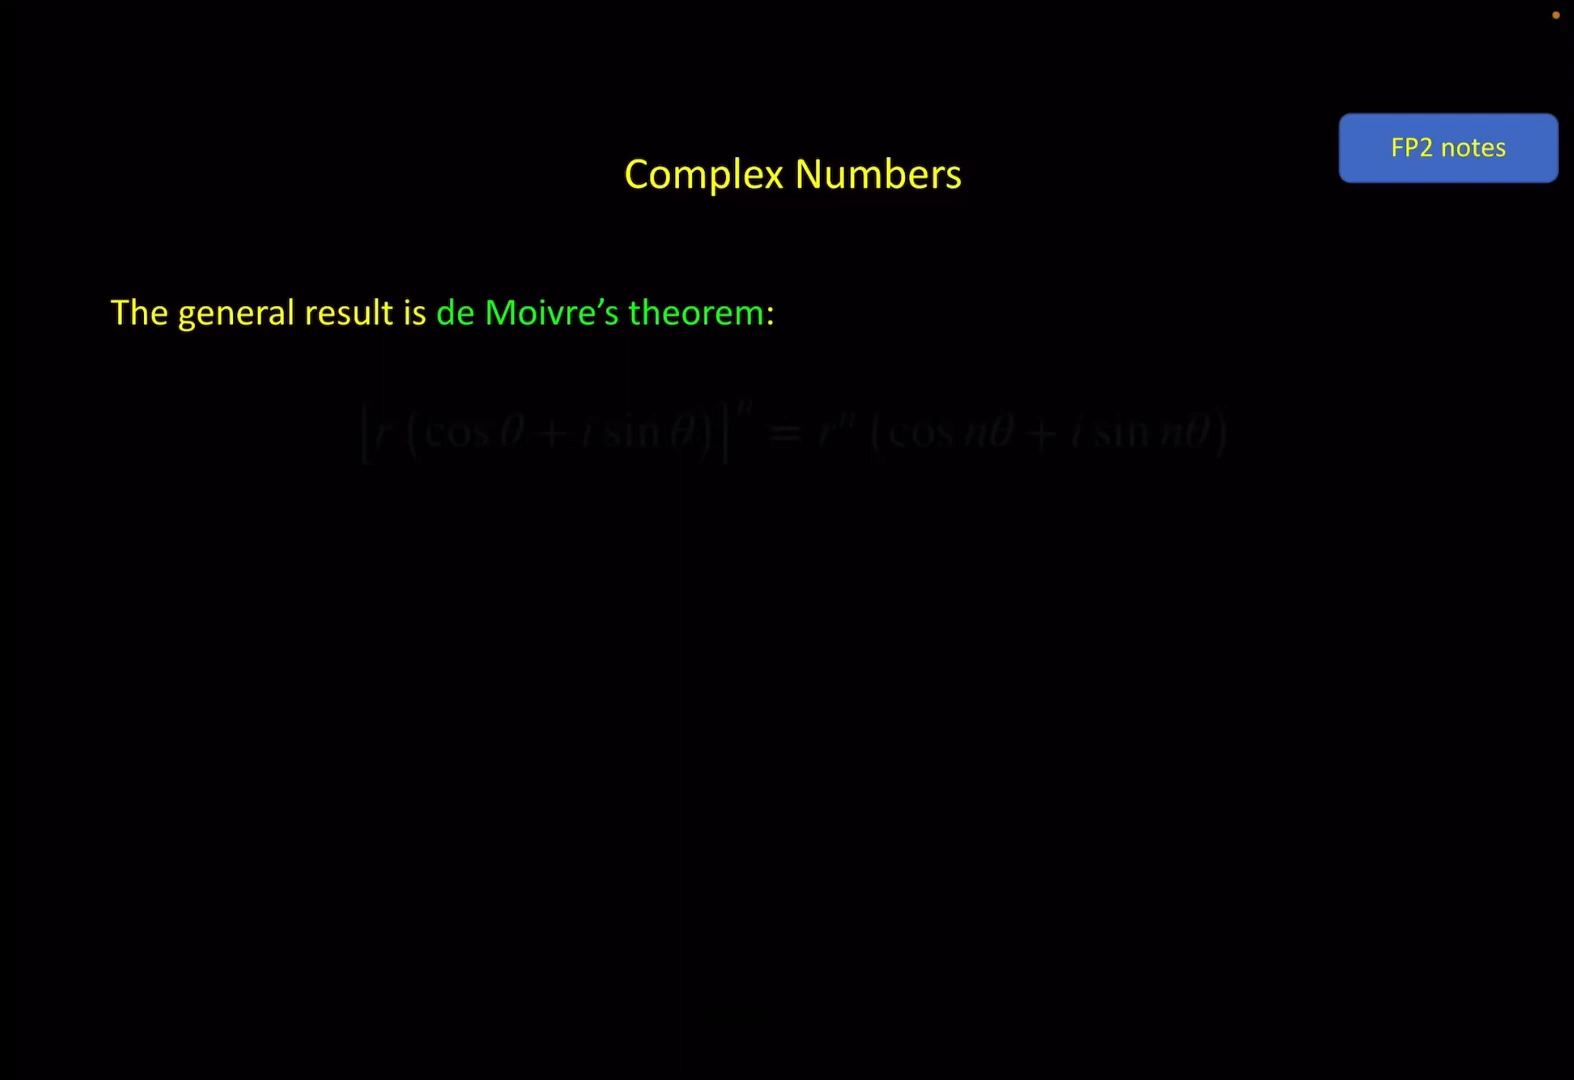 FP2 notes
Complex Numbers
The general result is de Moivre’s theorem:
[r (cos θ + i sin θ)]ⁿ = rⁿ (cos nθ + i sin nθ)